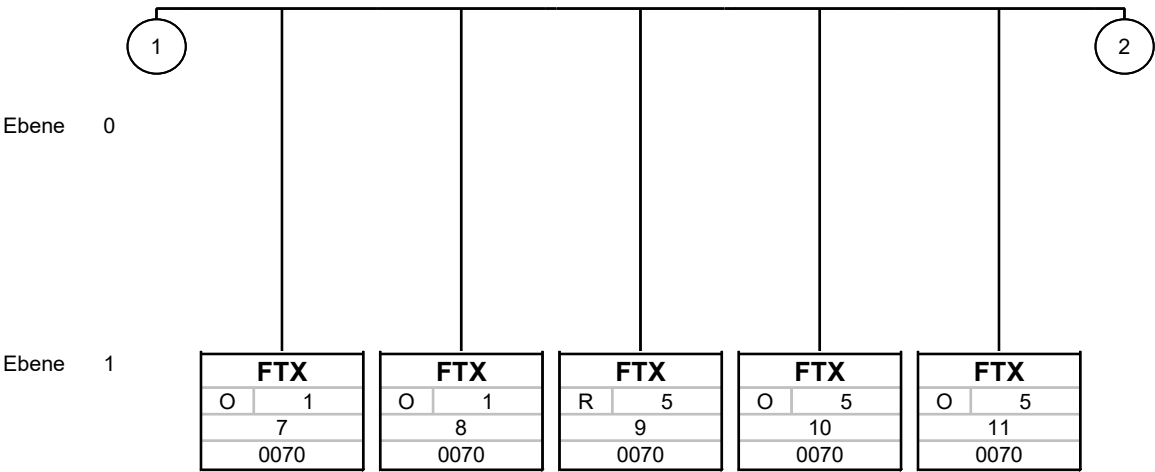 1 2
Ebene 0
Ebene 1
FTX FTX FTX FTX FTX
O 1 O 1 R 5 O 5 O 5
7 8 9 10 11
0070 0070 0070 0070 0070